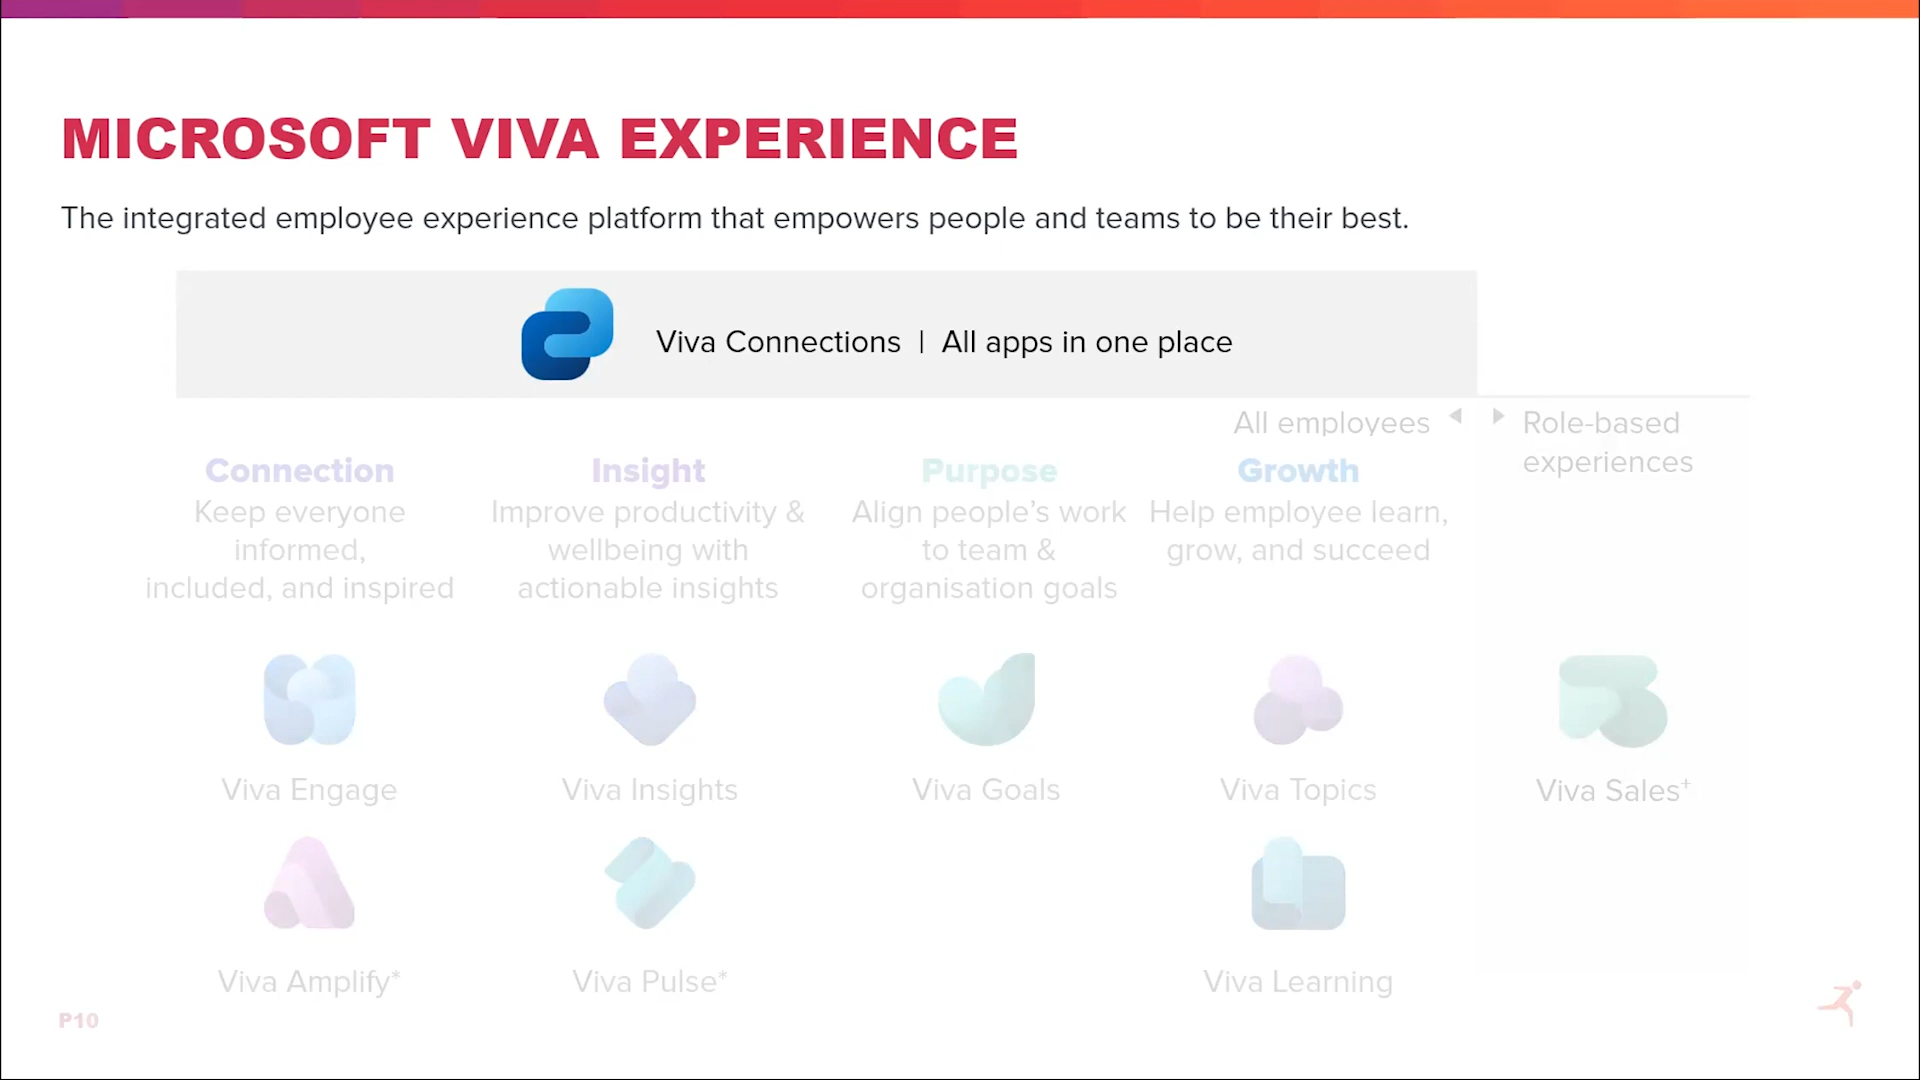 MICROSOFT VIVA EXPERIENCE
The integrated employee experience platform that empowers people and teams to be their best.
Viva Connections | All apps in one place
All employees
Role-based
experiences
Connection
Keep everyone
informed,
included, and inspired
Insight
Improve productivity &
wellbeing with
actionable insights
Purpose
Align people’s work
to team &
organisation goals
Growth
Help employee learn,
grow, and succeed
Viva Engage
Viva Insights
Viva Goals
Viva Topics
Viva Sales+
Viva Amplify*
Viva Pulse*
Viva Learning
P10